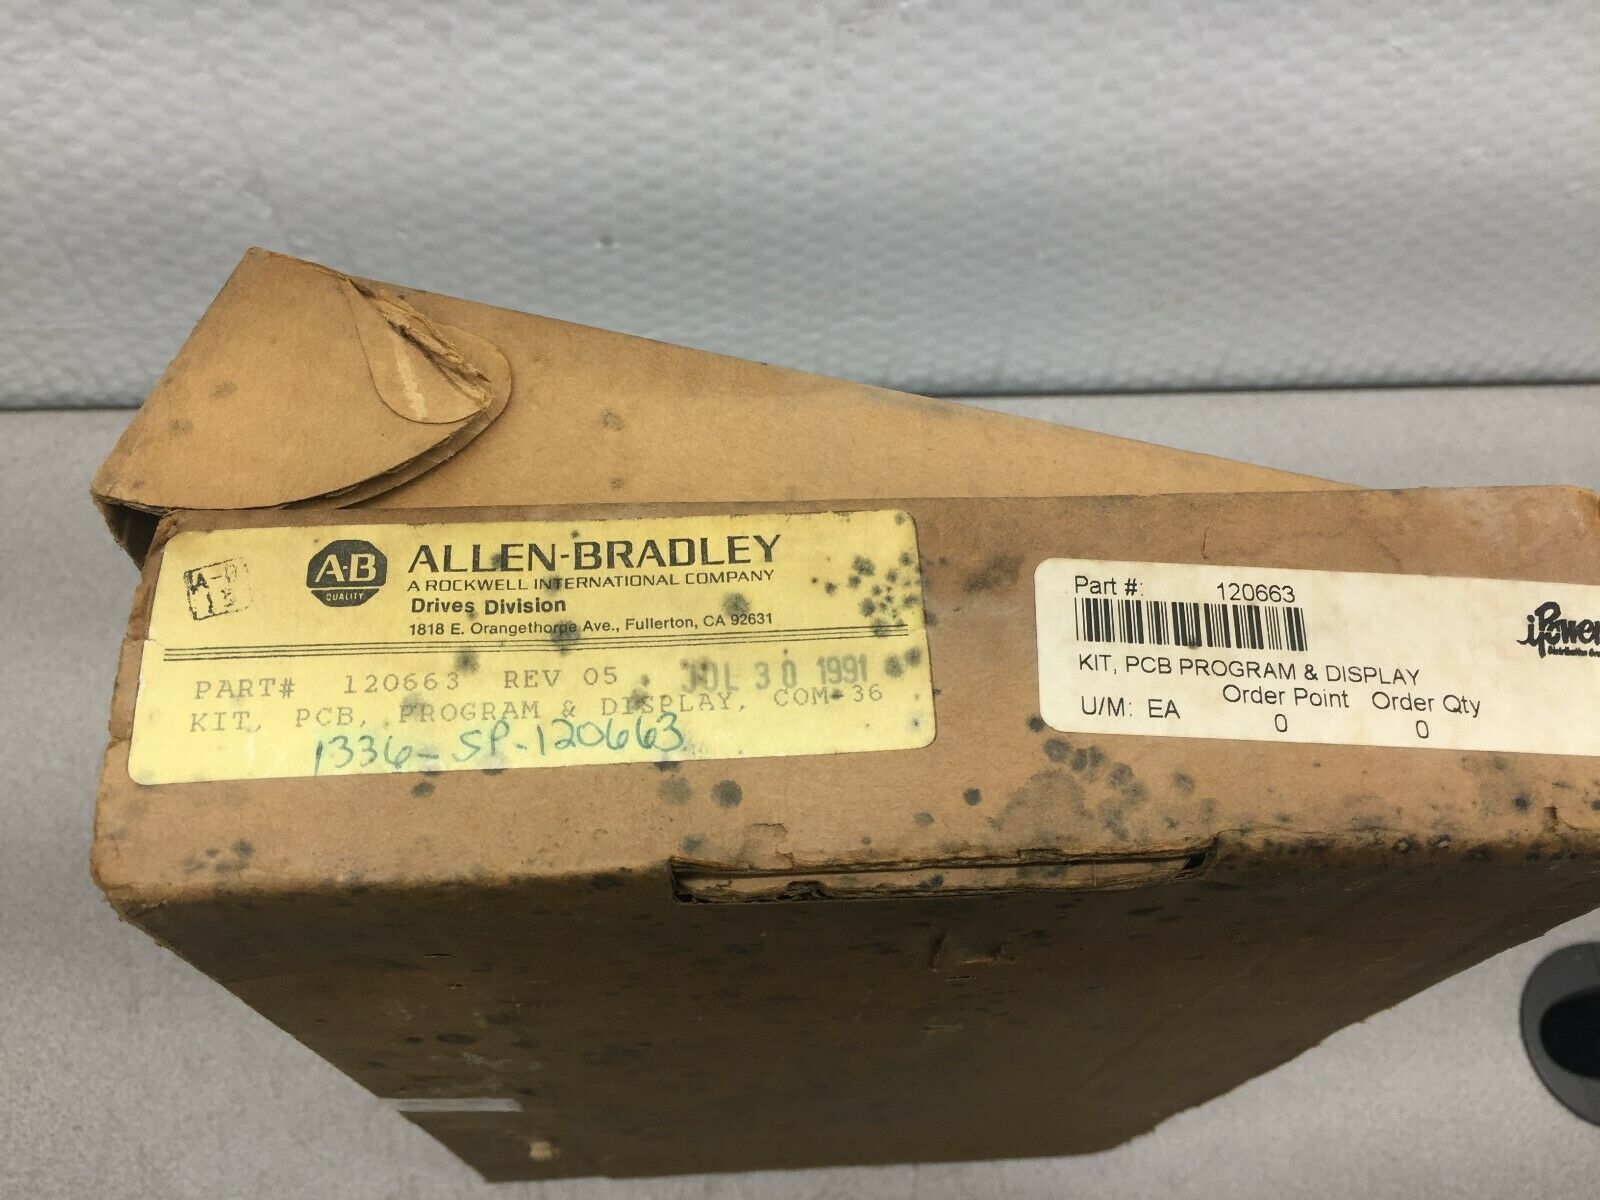 A-B
QUALITY
ALLEN-BRADLEY
A ROCKWELL INTERNATIONAL COMPANY
Drives Division
1818 E. Orangethorpe Ave., Fullerton, CA 92631
PART# 120663 REV 05 JUL 30 1991
KIT, PCB, PROGRAM & DISPLAY, COM-36
1336-SP-120663
Part #: 120663
KIT, PCB PROGRAM & DISPLAY
U/M: EA Order Point Order Qty
0 0
iPower